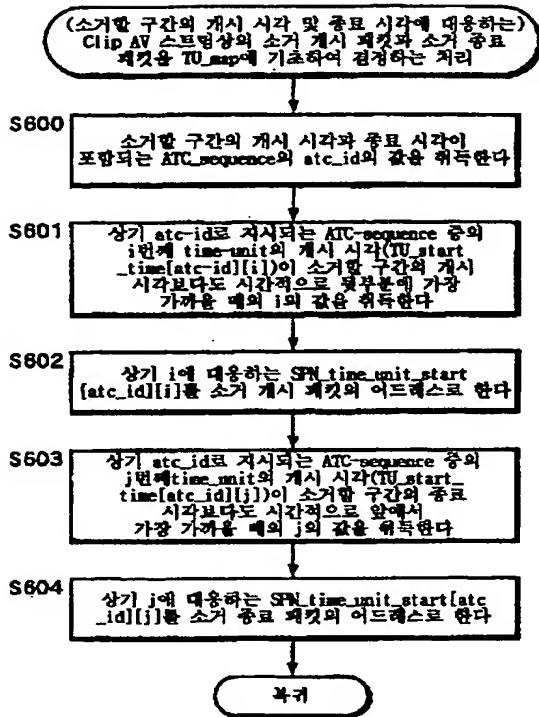 (소거할 구간의 개시 시각 및 종료 시각에 대응하는)
Clip AV 스트림상의 소거 개시 패킷과 소거 종료
패킷을 TU_map에 기초하여 결정하는 처리
S600
소거할 구간의 개시 시각과 종료 시각이
포함되는 ATC_sequence의 atc_id의 값을 취득한다
S601
상기 atc-id로 지시되는 ATC-sequence 중의
i번째 time-unit의 개시 시각(TU_start
_time[atc-id][i])이 소거할 구간의 개시
시각보다도 시간적으로 뒷부분에 가장
가까울 때의 i의 값을 취득한다
S602
상기 i에 대응하는 SPN_time_unit_start
[atc_id][i]를 소거 개시 패킷의 어드레스로 한다
S603
상기 atc_id로 지시되는 ATC-sequence 중의
j번째time_unit의 개시 시각(TU_start_
time[atc_id][j])이 소거할 구간의 종료
시각보다도 시간적으로 앞에서
가장 가까울 때의 j의 값을 취득한다
S604
상기 j에 대응하는 SPN_time_unit_start[atc
_id][j]를 소거 종료 패킷의 어드레스로 한다
복귀